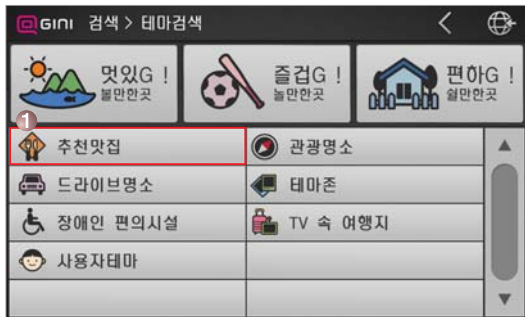 GINI 검색 > 테마검색
멋있G !
볼만한곳
즐겁G !
놀만한곳
편하G !
쉴만한곳
1
추천맛집
관광명소
드라이브명소
테마존
장애인 편의시설
TV 속 여행지
사용자테마